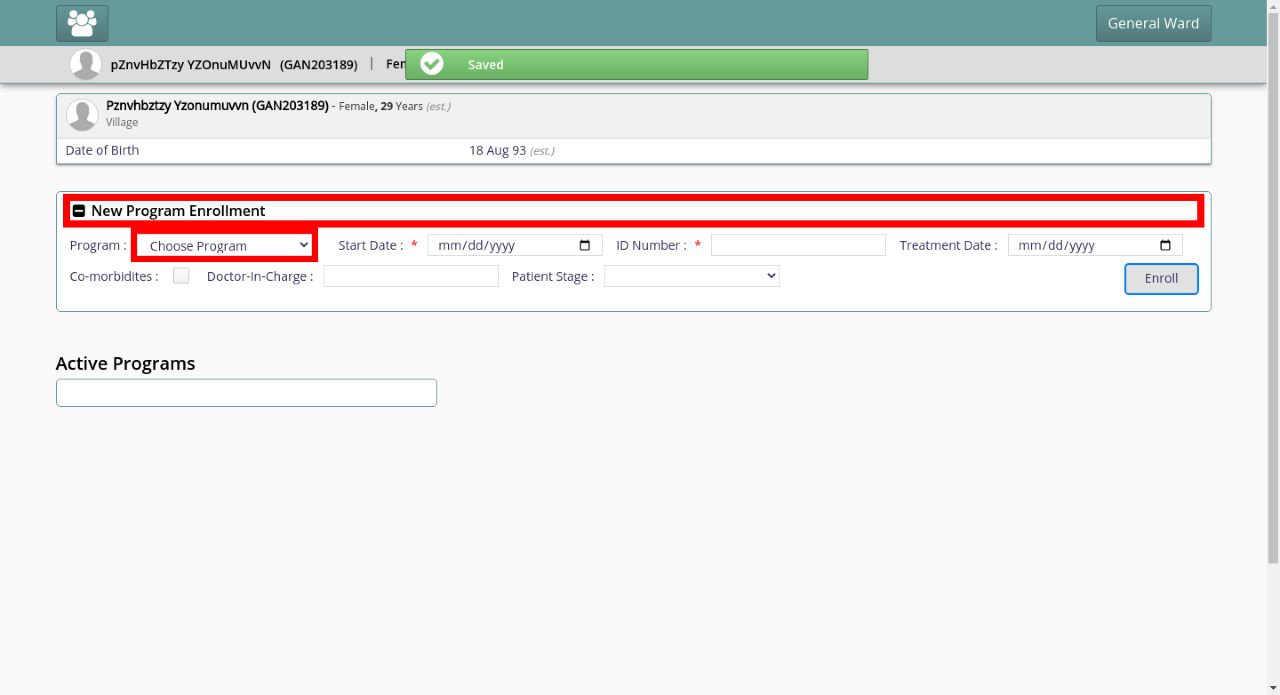 General Ward
pZnvHbZTzy YZOnuMUvvN (GAN203189) | Fem
Saved
Pznvhbztzy Yzonumuvvn (GAN203189) - Female, 29 Years (est.)
Village
Date of Birth 18 Aug 93 (est.)
New Program Enrollment
Program : Choose Program Start Date : * mm/dd/yyyy ID Number : * Treatment Date : mm/dd/yyyy
Co-morbidites : Doctor-In-Charge : Patient Stage : Enroll
Active Programs